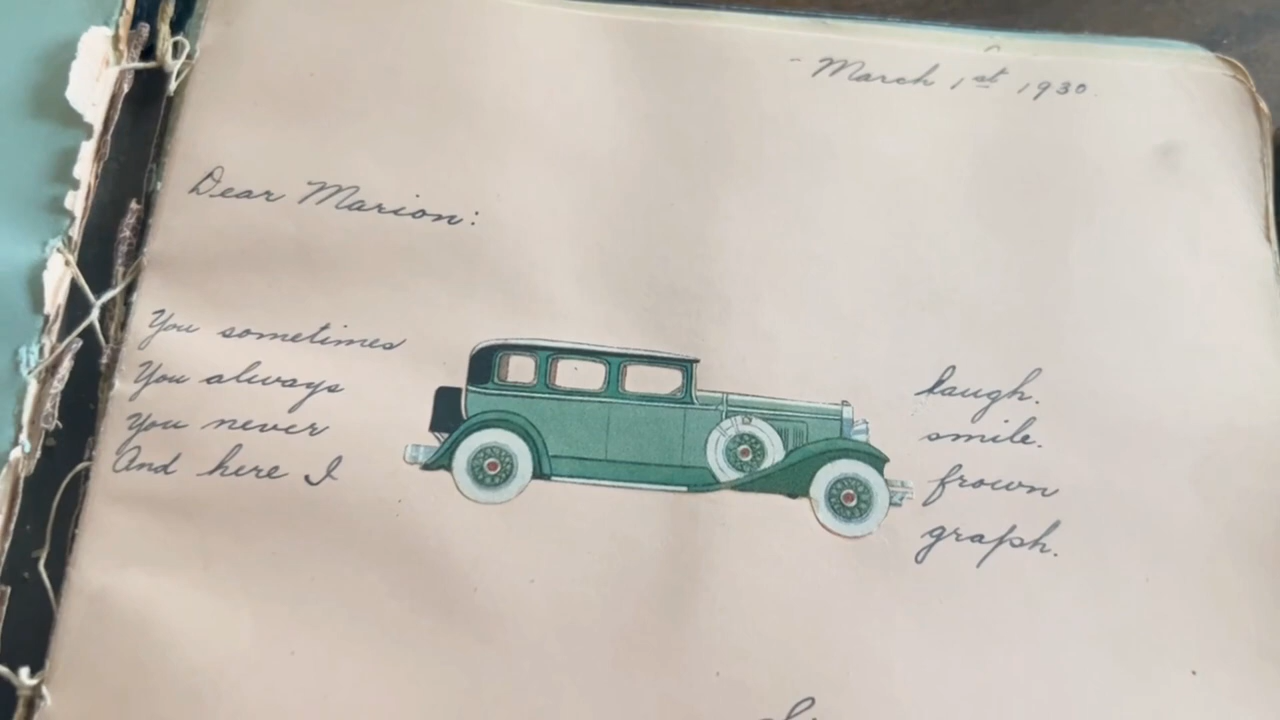 - March 1st 1930.
Dear Marion:
You sometimes laugh.
You always smile.
You never frown
And here I graph.